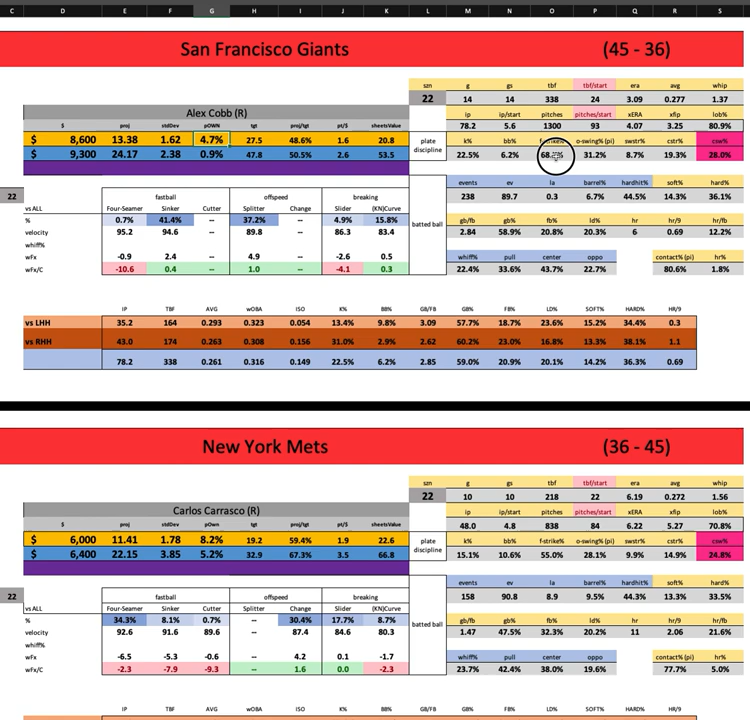 C D E F G H I J K L M N O P Q R S
San Francisco Giants (45 - 36)
szn g gs tbf tbf/start era avg whip
22 14 14 338 24 3.09 0.277 1.37
Alex Cobb (R) ip ip/start pitches pitches/start xERA xfip lob%
$ proj stdDev pOWN tgt proj/tgt pt/$ sheetsValue 78.2 5.6 1300 93 4.07 3.25 80.9%
$ 8,600 13.38 1.62 4.7% 27.5 48.6% 1.6 20.8 plate discipline k% bb% f-strike% o-swing% (pi) swstr% cstr% csw%
$ 9,300 24.17 2.38 0.9% 47.8 50.5% 2.6 53.5 22.5% 6.2% 31.2% 8.7% 19.3% 28.0%
events ev la barrel% hardhit% soft% hard%
22 fastball offspeed breaking 238 89.7 0.3 6.7% 44.5% 14.3% 36.1%
vs ALL Four-Seamer Sinker Cutter Splitter Change Slider (KN)Curve
% 0.7% 41.4% -- 37.2% -- 4.9% 15.8% batted ball gb/fb gb% fb% ld% hr hr/9 hr/fb
velocity 95.2 94.6 -- 89.8 -- 86.3 83.4 2.84 58.9% 20.8% 20.3% 6 0.69 12.2%
whiff%
wFx -0.9 2.4 -- 4.9 -- -2.6 0.5 whiff% pull center oppo contact% (pi) hr%
wFx/C -10.6 0.4 -- 1.0 -- -4.1 0.3 22.4% 33.6% 43.7% 22.7% 80.6% 1.8%
IP TBF AVG wOBA ISO K% BB% GB/FB GB% FB% LD% SOFT% HARD% HR/9
vs LHH 35.2 164 0.293 0.323 0.054 13.4% 9.8% 3.09 57.7% 18.7% 23.6% 15.2% 34.4% 0.3
vs RHH 43.0 174 0.263 0.308 0.156 31.0% 2.9% 2.62 60.2% 23.0% 16.8% 13.3% 38.1% 1.1
78.2 338 0.261 0.316 0.149 22.5% 6.2% 2.85 59.0% 20.9% 20.1% 14.2% 36.3% 0.69
New York Mets (36 - 45)
szn g gs tbf tbf/start era avg whip
22 10 10 218 22 6.19 0.272 1.56
Carlos Carrasco (R) ip ip/start pitches pitches/start xERA xfip lob%
$ proj stdDev pOwn tgt proj/tgt pt/$ sheetsValue 48.0 4.8 838 84 6.22 5.27 70.8%
$ 6,000 11.41 1.78 8.2% 19.2 59.4% 1.9 22.6 plate discipline k% bb% f-strike% o-swing% (pi) swstr% cstr% csw%
$ 6,400 22.15 3.85 5.2% 32.9 67.3% 3.5 66.8 15.1% 10.6% 55.0% 28.1% 9.9% 14.9% 24.8%
events ev la barrel% hardhit% soft% hard%
22 fastball offspeed breaking 158 90.8 8.9 9.5% 44.3% 13.3% 33.5%
vs ALL Four-Seamer Sinker Cutter Splitter Change Slider (KN)Curve
% 34.3% 8.1% 0.7% -- 30.4% 17.7% 8.7% batted ball gb/fb gb% fb% ld% hr hr/9 hr/fb
velocity 92.6 91.6 89.6 -- 87.4 84.6 80.3 1.47 47.5% 32.3% 20.2% 11 2.06 21.6%
whiff%
wFx -6.5 -5.3 -0.6 -- 4.2 0.1 -1.7 whiff% pull center oppo contact% (pi) hr%
wFx/C -2.3 -7.9 -9.3 -- 1.6 0.0 -2.3 23.7% 42.4% 38.0% 19.6% 77.7% 5.0%
IP TBF AVG wOBA ISO K% BB% GB/FB GB% FB% LD% SOFT% HARD% HR/9